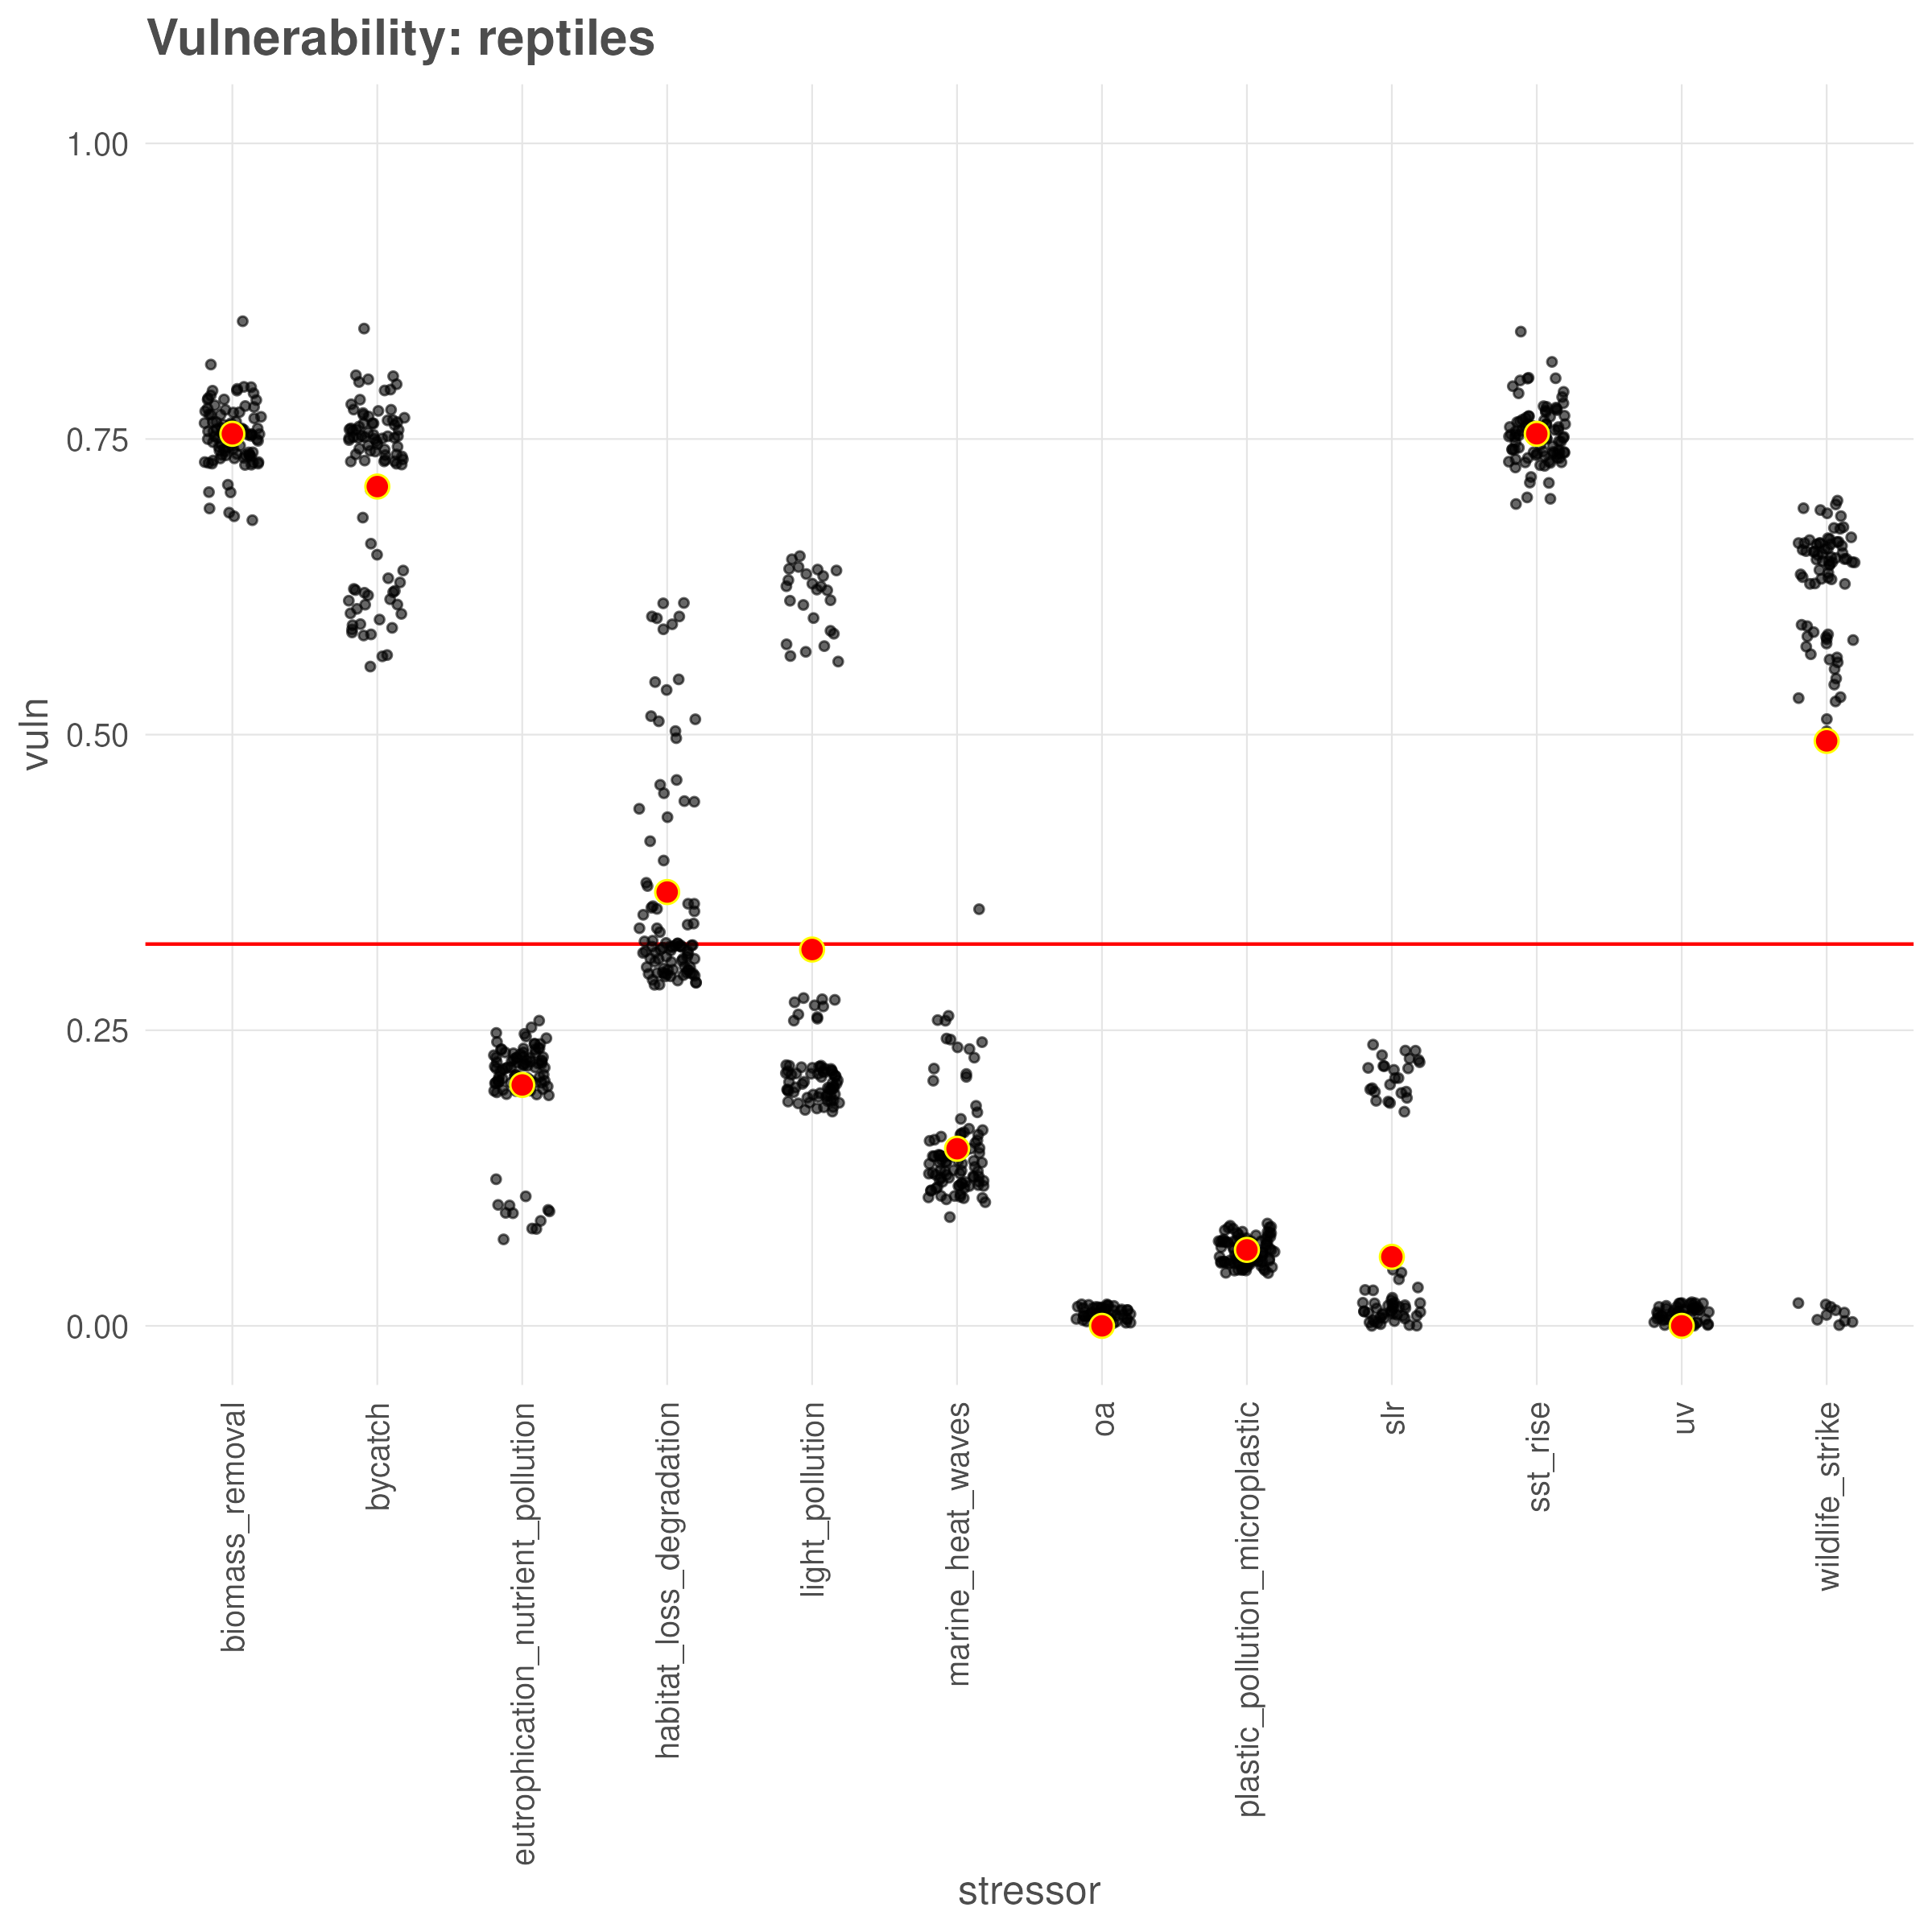 Vulnerability: reptiles
1.00
0.75
0.50
0.25
0.00
vuln
biomass_removal
bycatch
eutrophication_nutrient_pollution
habitat_loss_degradation
light_pollution
marine_heat_waves
oa
plastic_pollution_microplastic
slr
sst_rise
uv
wildlife_strike
stressor